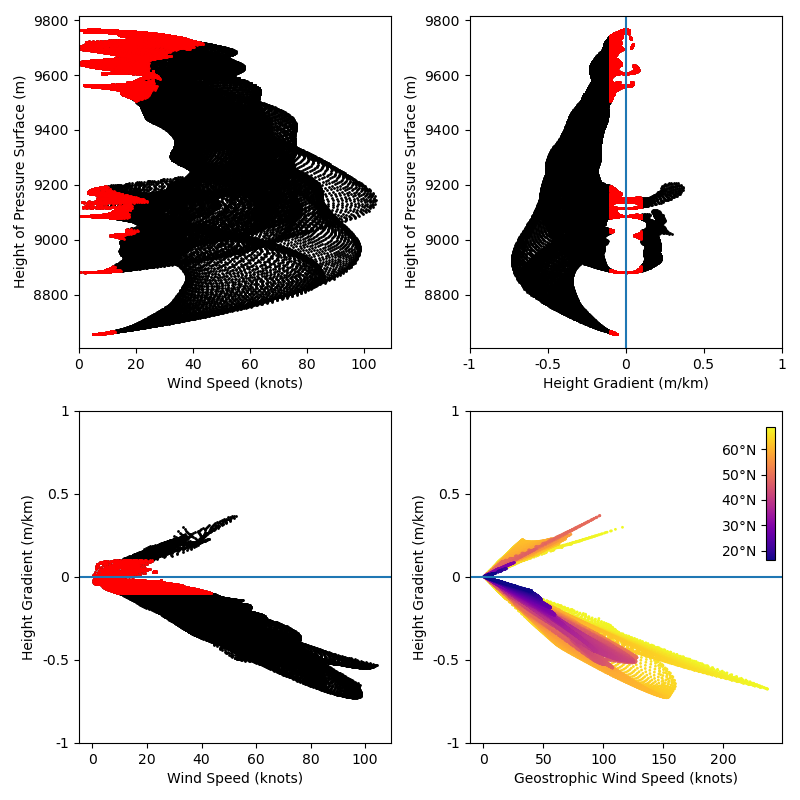 9800
9600
9400
9200
9000
8800
Height of Pressure Surface (m)
0 20 40 60 80 100
Wind Speed (knots)
9800
9600
9400
9200
9000
8800
Height of Pressure Surface (m)
-1 -0.5 0 0.5 1
Height Gradient (m/km)
1
0.5
0
-0.5
-1
Height Gradient (m/km)
0 20 40 60 80 100
Wind Speed (knots)
1
0.5
0
-0.5
-1
Height Gradient (m/km)
0 50 100 150 200
Geostrophic Wind Speed (knots)
60°N
50°N
40°N
30°N
20°N